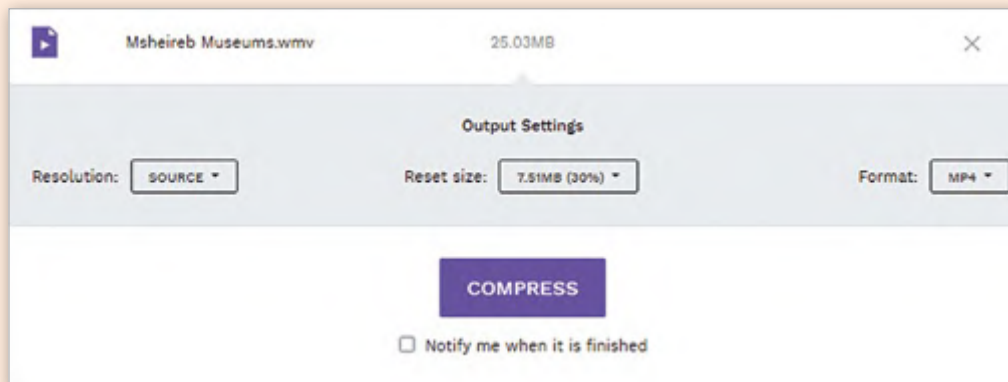 Msheireb Museums.wmv 25.03MB
Output Settings
Resolution: SOURCE Reset size: 7.51MB (30%) Format: MP4
COMPRESS
Notify me when it is finished